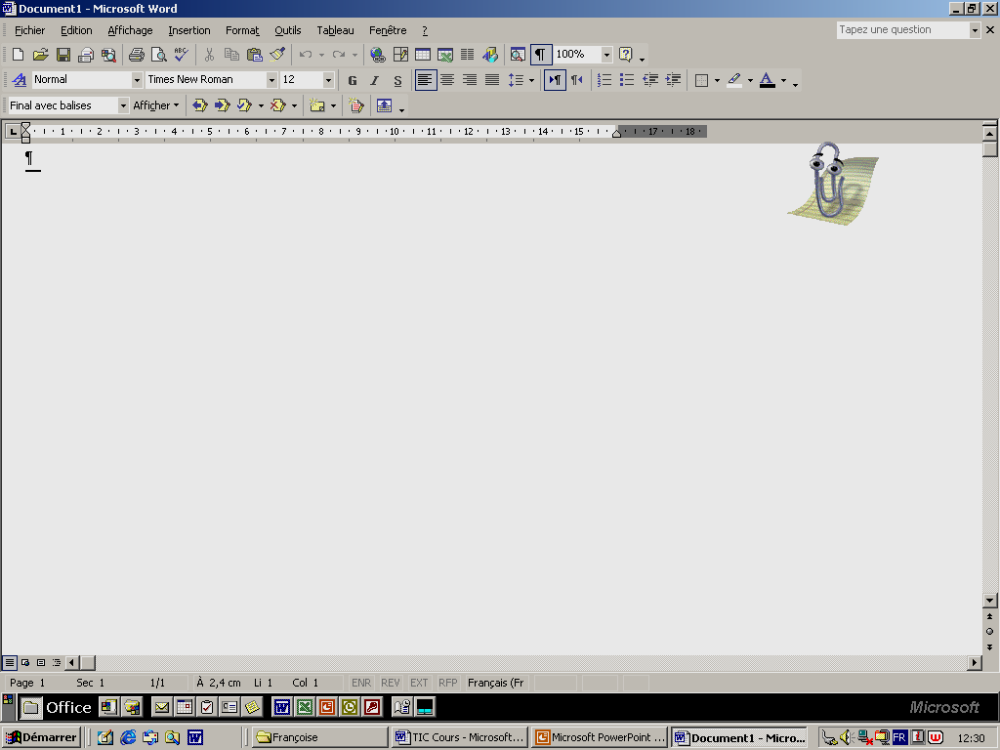 Document1 - Microsoft Word
Fichier Edition Affichage Insertion Format Outils Tableau Fenêtre ? Tapez une question
100%
Normal Times New Roman 12 G I S
Final avec balises Afficher
1 2 3 4 5 6 7 8 9 10 11 12 13 14 15 17 18
¶
Page 1 Sec 1 1/1 À 2,4 cm Li 1 Col 1 ENR REV EXT RFP Français (Fr
Office Microsoft
Démarrer Françoise TIC Cours - Microsoft... Microsoft PowerPoint ... Document1 - Micro... FR 12:30